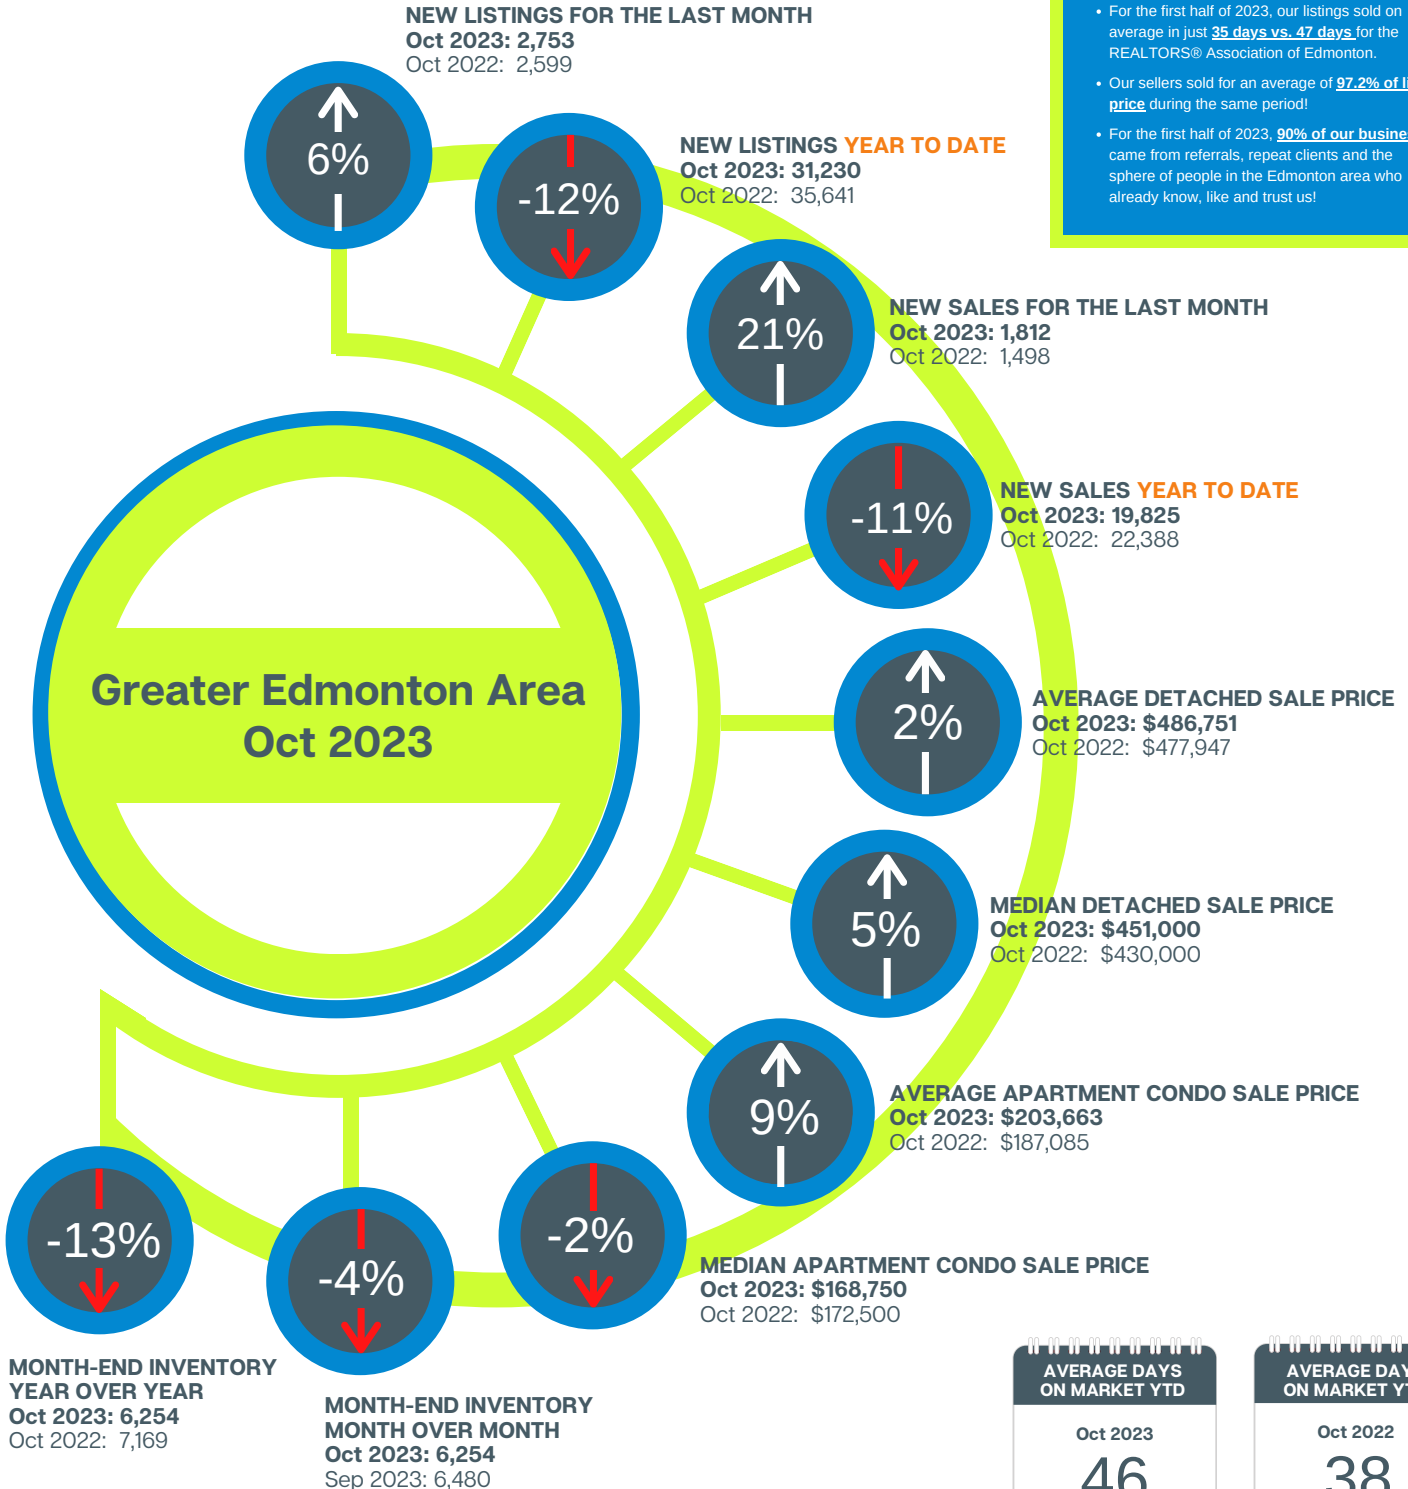 NEW LISTINGS FOR THE LAST MONTH
Oct 2023: 2,753
Oct 2022: 2,599
6%
• For the first half of 2023, our listings sold on
average in just 35 days vs. 47 days for the
REALTORS® Association of Edmonton.
• Our sellers sold for an average of 97.2% of
price during the same period!
• For the first half of 2023, 90% of our
came from referrals, repeat clients and the
sphere of people in the Edmonton area who
already know, like and trust us!
NEW LISTINGS YEAR TO DATE
Oct 2023: 31,230
Oct 2022: 35,641
-12%
NEW SALES FOR THE LAST MONTH
Oct 2023: 1,812
Oct 2022: 1,498
21%
NEW SALES YEAR TO DATE
Oct 2023: 19,825
Oct 2022: 22,388
-11%
Greater Edmonton Area
Oct 2023
AVERAGE DETACHED SALE PRICE
Oct 2023: $486,751
Oct 2022: $477,947
2%
MEDIAN DETACHED SALE PRICE
Oct 2023: $451,000
Oct 2022: $430,000
5%
AVERAGE APARTMENT CONDO SALE PRICE
Oct 2023: $203,663
Oct 2022: $187,085
9%
MEDIAN APARTMENT CONDO SALE PRICE
Oct 2023: $168,750
Oct 2022: $172,500
-2%
-4%
MONTH-END INVENTORY
MONTH OVER MONTH
Oct 2023: 6,254
Sep 2023: 6,480
-13%
MONTH-END INVENTORY
YEAR OVER YEAR
Oct 2023: 6,254
Oct 2022: 7,169
AVERAGE DAYS
ON MARKET YTD
Oct 2023
46
AVERAGE
ON MARKET
Oct 2022
38